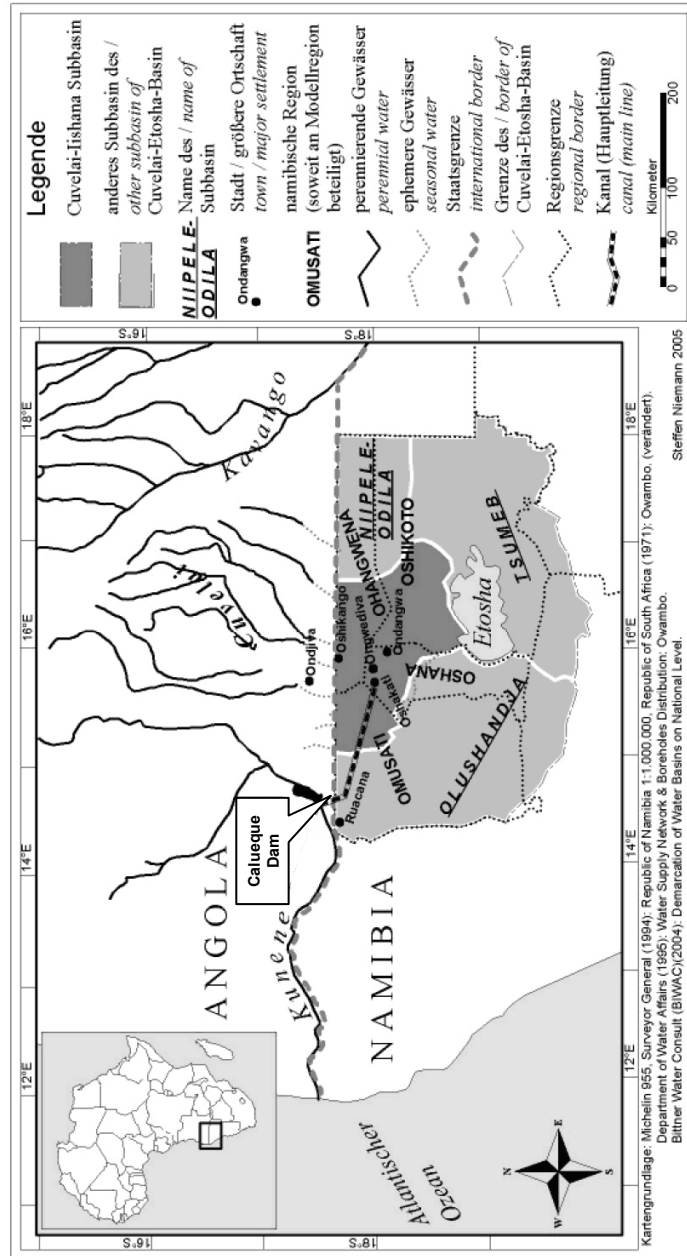 12°E
14°E
16°E
18°E
16°S
18°S
16°S
18°S
12°E
14°E
16°E
18°E
ANGOLA
Kunene
NAMIBIA
Atlantischer
Ozean
Calueque
Dam
Cuvelai
Kavango
Ondjiva
Oshikango
Ruacana
Ongwediva
Oshakati
Ondangwa
OHANGWENA
NIIPELE-
ODILA
OSHIKOTO
OMUSATI
OSHANA
OLUSHANDJA
Etosha
TSUMEB
N
W
E
S
Legende
Cuvelai-Iishana Subbasin
anderes Subbasin des /
other subbasin of
Cuvelai-Etosha-Basin
NIIPELE-
ODILA
Name des / name of
Subbasin
Ondangwa
Stadt / größere Ortschaft
town / major settlement
OMUSATI
namibische Region
(soweit an Modellregion
beteiligt)
perennierende Gewässer
perennial water
ephemere Gewässer
seasonal water
Staatsgrenze
international border
Grenze des / border of
Cuvelai-Etosha-Basin
Regionsgrenze
regional border
Kanal (Hauptleitung)
canal (main line)
Kilometer
0 50 100 200
Kartengrundlage: Michelin 955, Surveyor General (1994): Republic of Namibia 1:1.000.000, Republic of South Africa (1971): Owambo. (verändert).
Department of Water Affairs (1995): Water Supply Network & Boreholes Distribution: Owambo.
Bittner Water Consult (BIWAC)(2004): Demarcation of Water Basins on National Level.
Steffen Niemann 2005